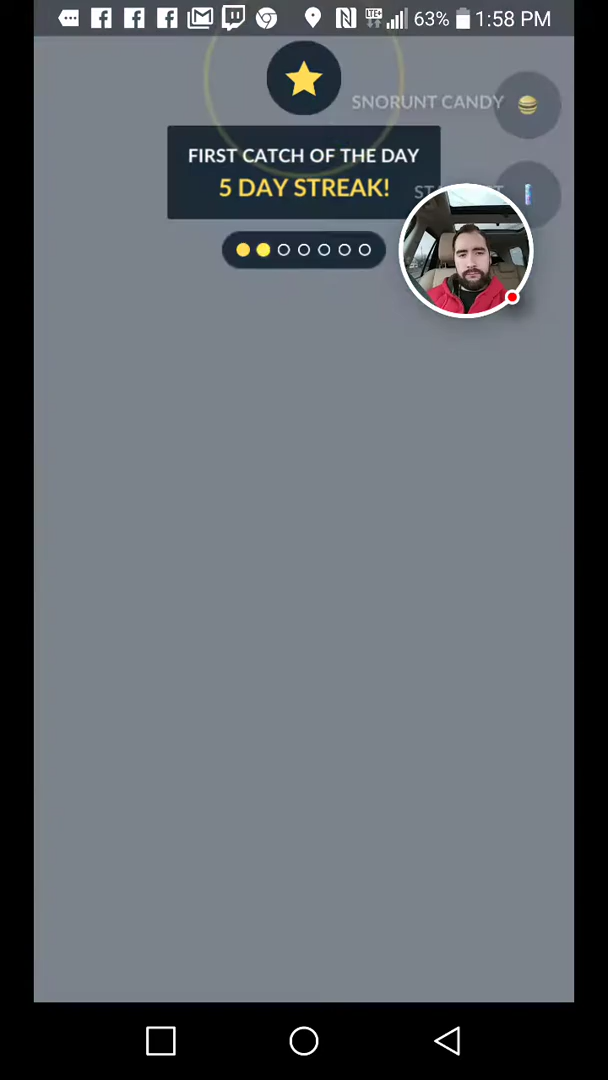 63% 1:58 PM
SNORUNT CANDY
FIRST CATCH OF THE DAY
5 DAY STREAK!